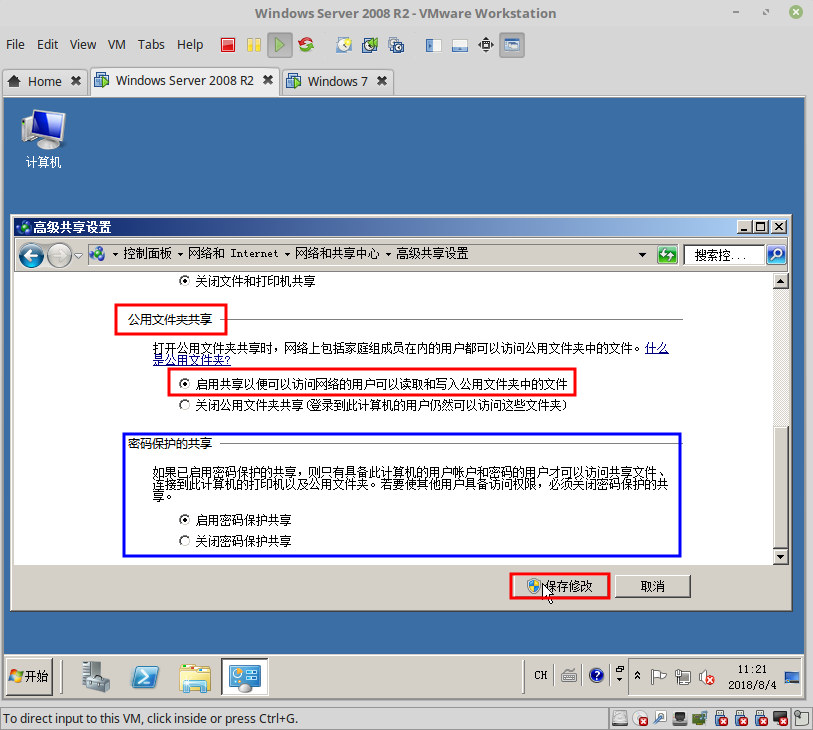 Windows Server 2008 R2 - VMware Workstation
File Edit View VM Tabs Help
Home Windows Server 2008 R2 Windows 7
计算机
高级共享设置
控制面板 网络和 Internet 网络和共享中心 高级共享设置 搜索控...
关闭文件和打印机共享
公用文件夹共享
打开公用文件夹共享时，网络上包括家庭组成员在内的用户都可以访问公用文件夹中的文件。什么
是公用文件夹?
启用共享以便可以访问网络的用户可以读取和写入公用文件夹中的文件
关闭公用文件夹共享(登录到此计算机的用户仍然可以访问这些文件夹)
密码保护的共享
如果已启用密码保护的共享，则只有具备此计算机的用户帐户和密码的用户才可以访问共享文件、
连接到此计算机的打印机以及公用文件夹。若要使其他用户具备访问权限，必须关闭密码保护的共
享。
启用密码保护共享
关闭密码保护共享
保存修改 取消
开始 CH 11:21
2018/8/4
To direct input to this VM, click inside or press Ctrl+G.